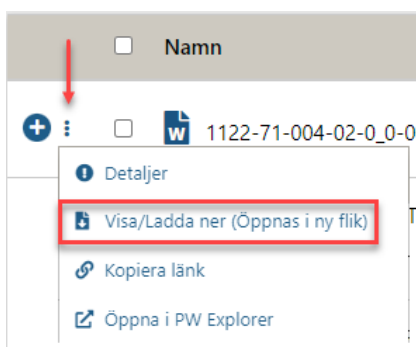 Namn
W 1122-71-004-02-0_0-0
Detaljer
Visa/Ladda ner (Öppnas i ny flik)
Kopiera länk
Öppna i PW Explorer